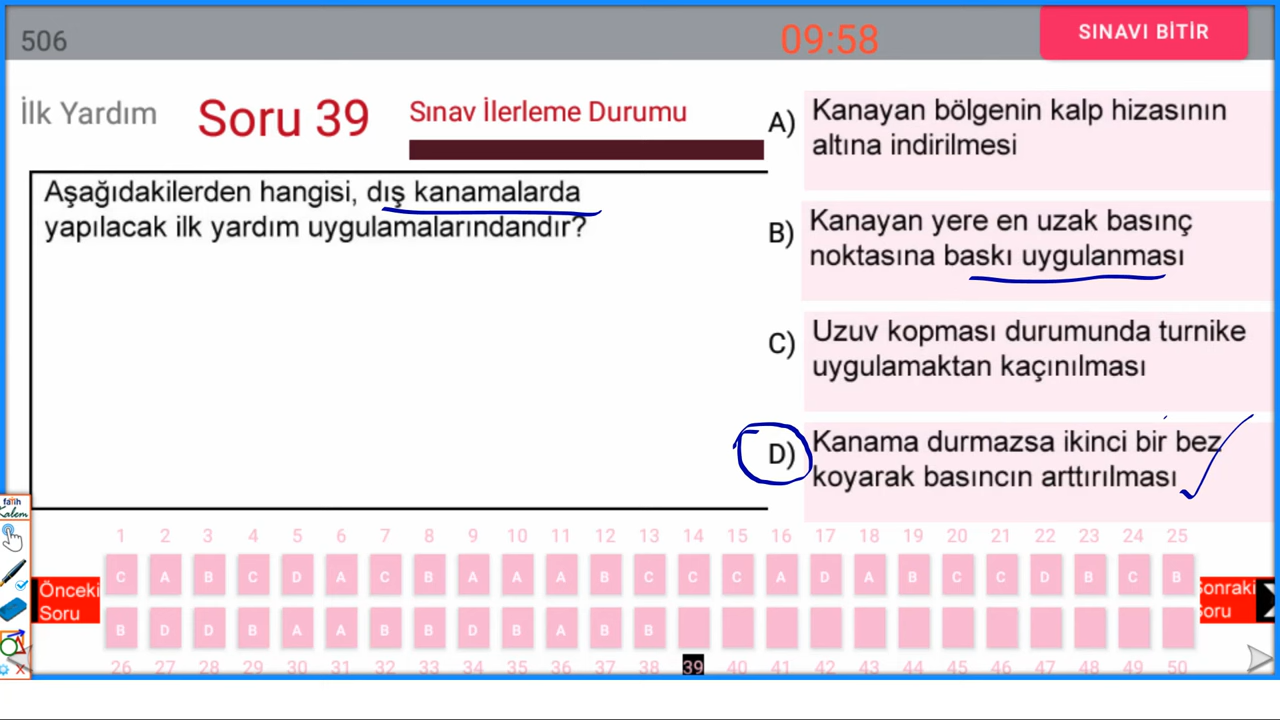 506
09:58
SINAVI BİTİR
İlk Yardım
Soru 39
Sınav İlerleme Durumu
Aşağıdakilerden hangisi, dış kanamalarda
yapılacak ilk yardım uygulamalarındandır?
A) Kanayan bölgenin kalp hizasının
altına indirilmesi
B) Kanayan yere en uzak basınç
noktasına baskı uygulanması
C) Uzuv kopması durumunda turnike
uygulamaktan kaçınılması
D) Kanama durmazsa ikinci bir bez
koyarak basıncın arttırılması
fatih
Kalem
1 2 3 4 5 6 7 8 9 10 11 12 13 14 15 16 17 18 19 20 21 22 23 24 25
C A B C D A C B A A A B C C C A D A B C C D B C B
Önceki
Soru
Sonraki
Soru
B D D B A A B B D B A B B
26 27 28 29 30 31 32 33 34 35 36 37 38 39 40 41 42 43 44 45 46 47 48 49 50